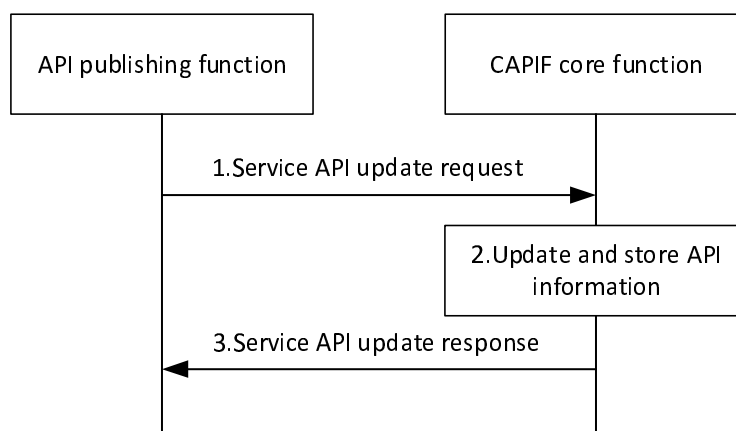 API publishing function
CAPIF core function
1.Service API update request
2.Update and store API
information
3.Service API update response